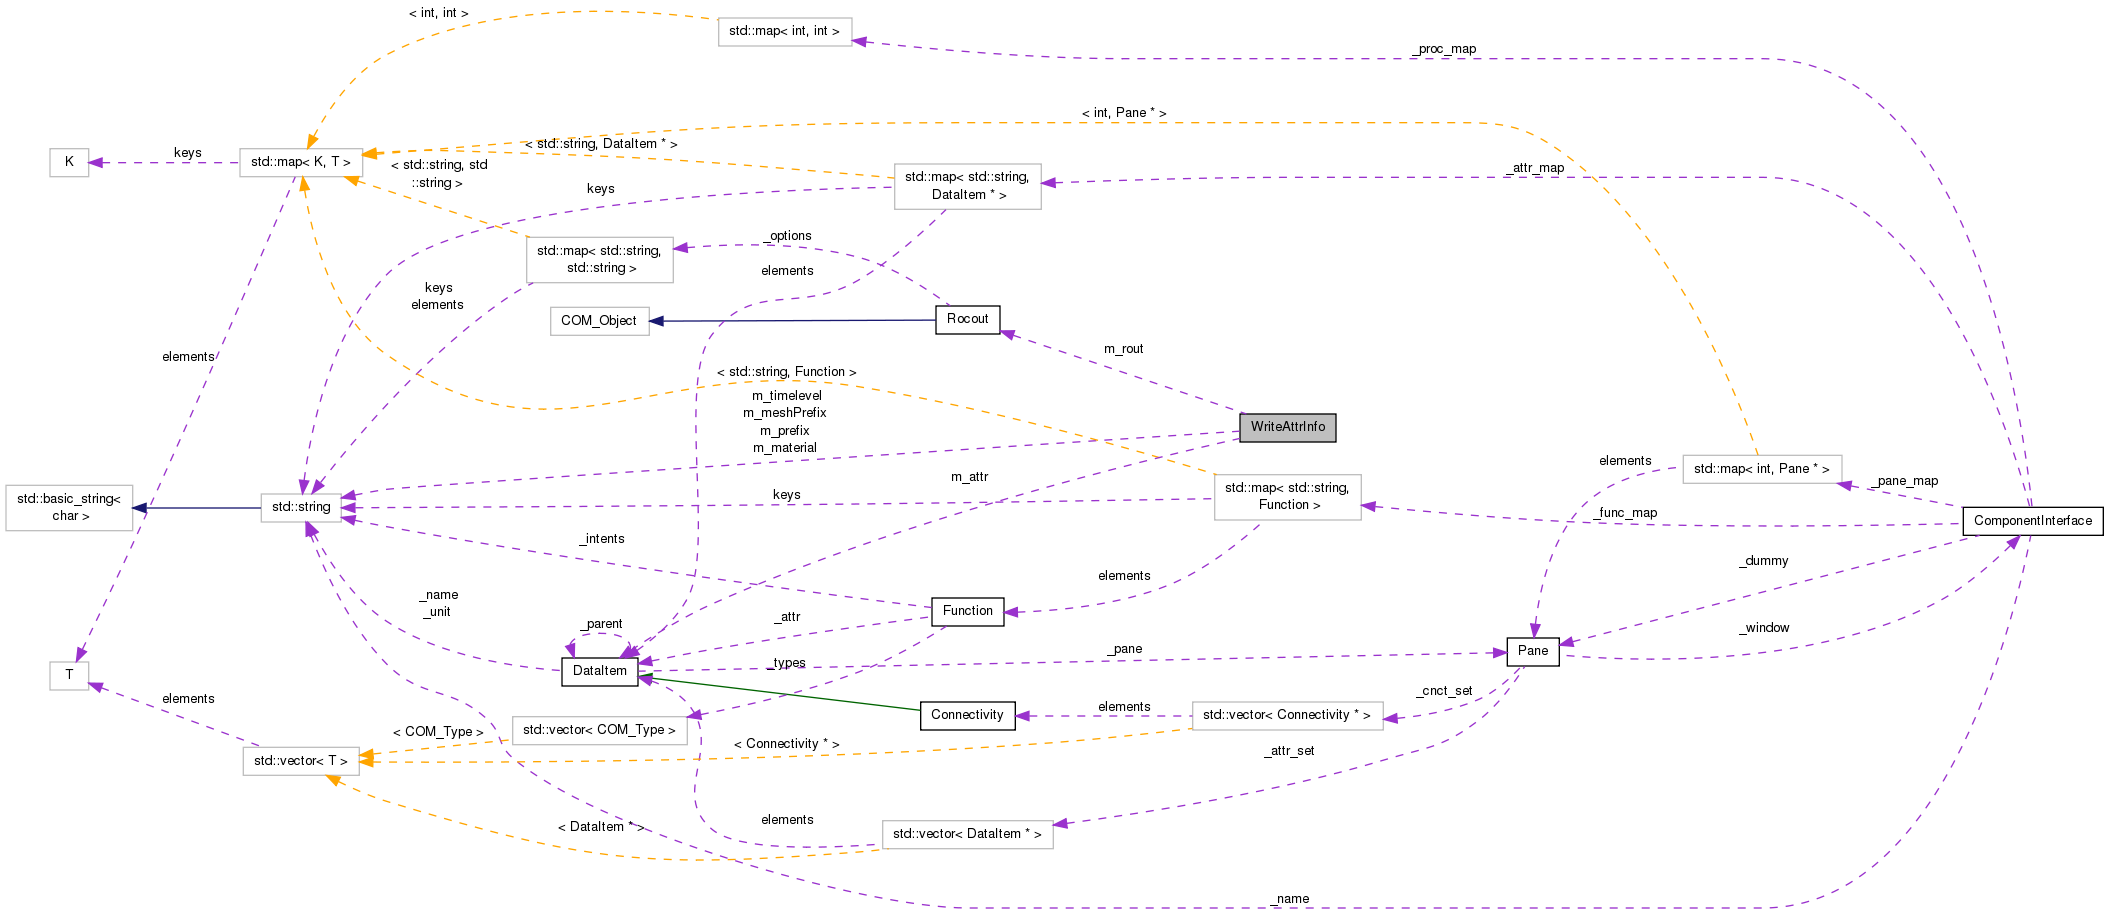 < int, int >
std::map< int, int >
_proc_map
< int, Pane * >
K
keys
std::map< K, T >
< std::string, DataItem * >
< std::string, std
::string >
keys
std::map< std::string,
DataItem * >
_attr_map
std::map< std::string,
std::string >
_options
elements
keys
elements
COM_Object
Rocout
m_rout
elements
< std::string, Function >
m_timelevel
m_meshPrefix
m_prefix
m_material
WriteAttrInfo
m_attr
elements
std::map< int, Pane * >
_pane_map
std::basic_string<
char >
std::string
keys
std::map< std::string,
Function >
_func_map
ComponentInterface
_intents
elements
_dummy
_name
_unit
_parent
Function
_attr
_window
T
DataItem
_types
_pane
Pane
elements
Connectivity
elements
std::vector< Connectivity * >
_cnct_set
< COM_Type >
std::vector< COM_Type >
< Connectivity * >
_attr_set
std::vector< T >
< DataItem * >
elements
std::vector< DataItem * >
_name